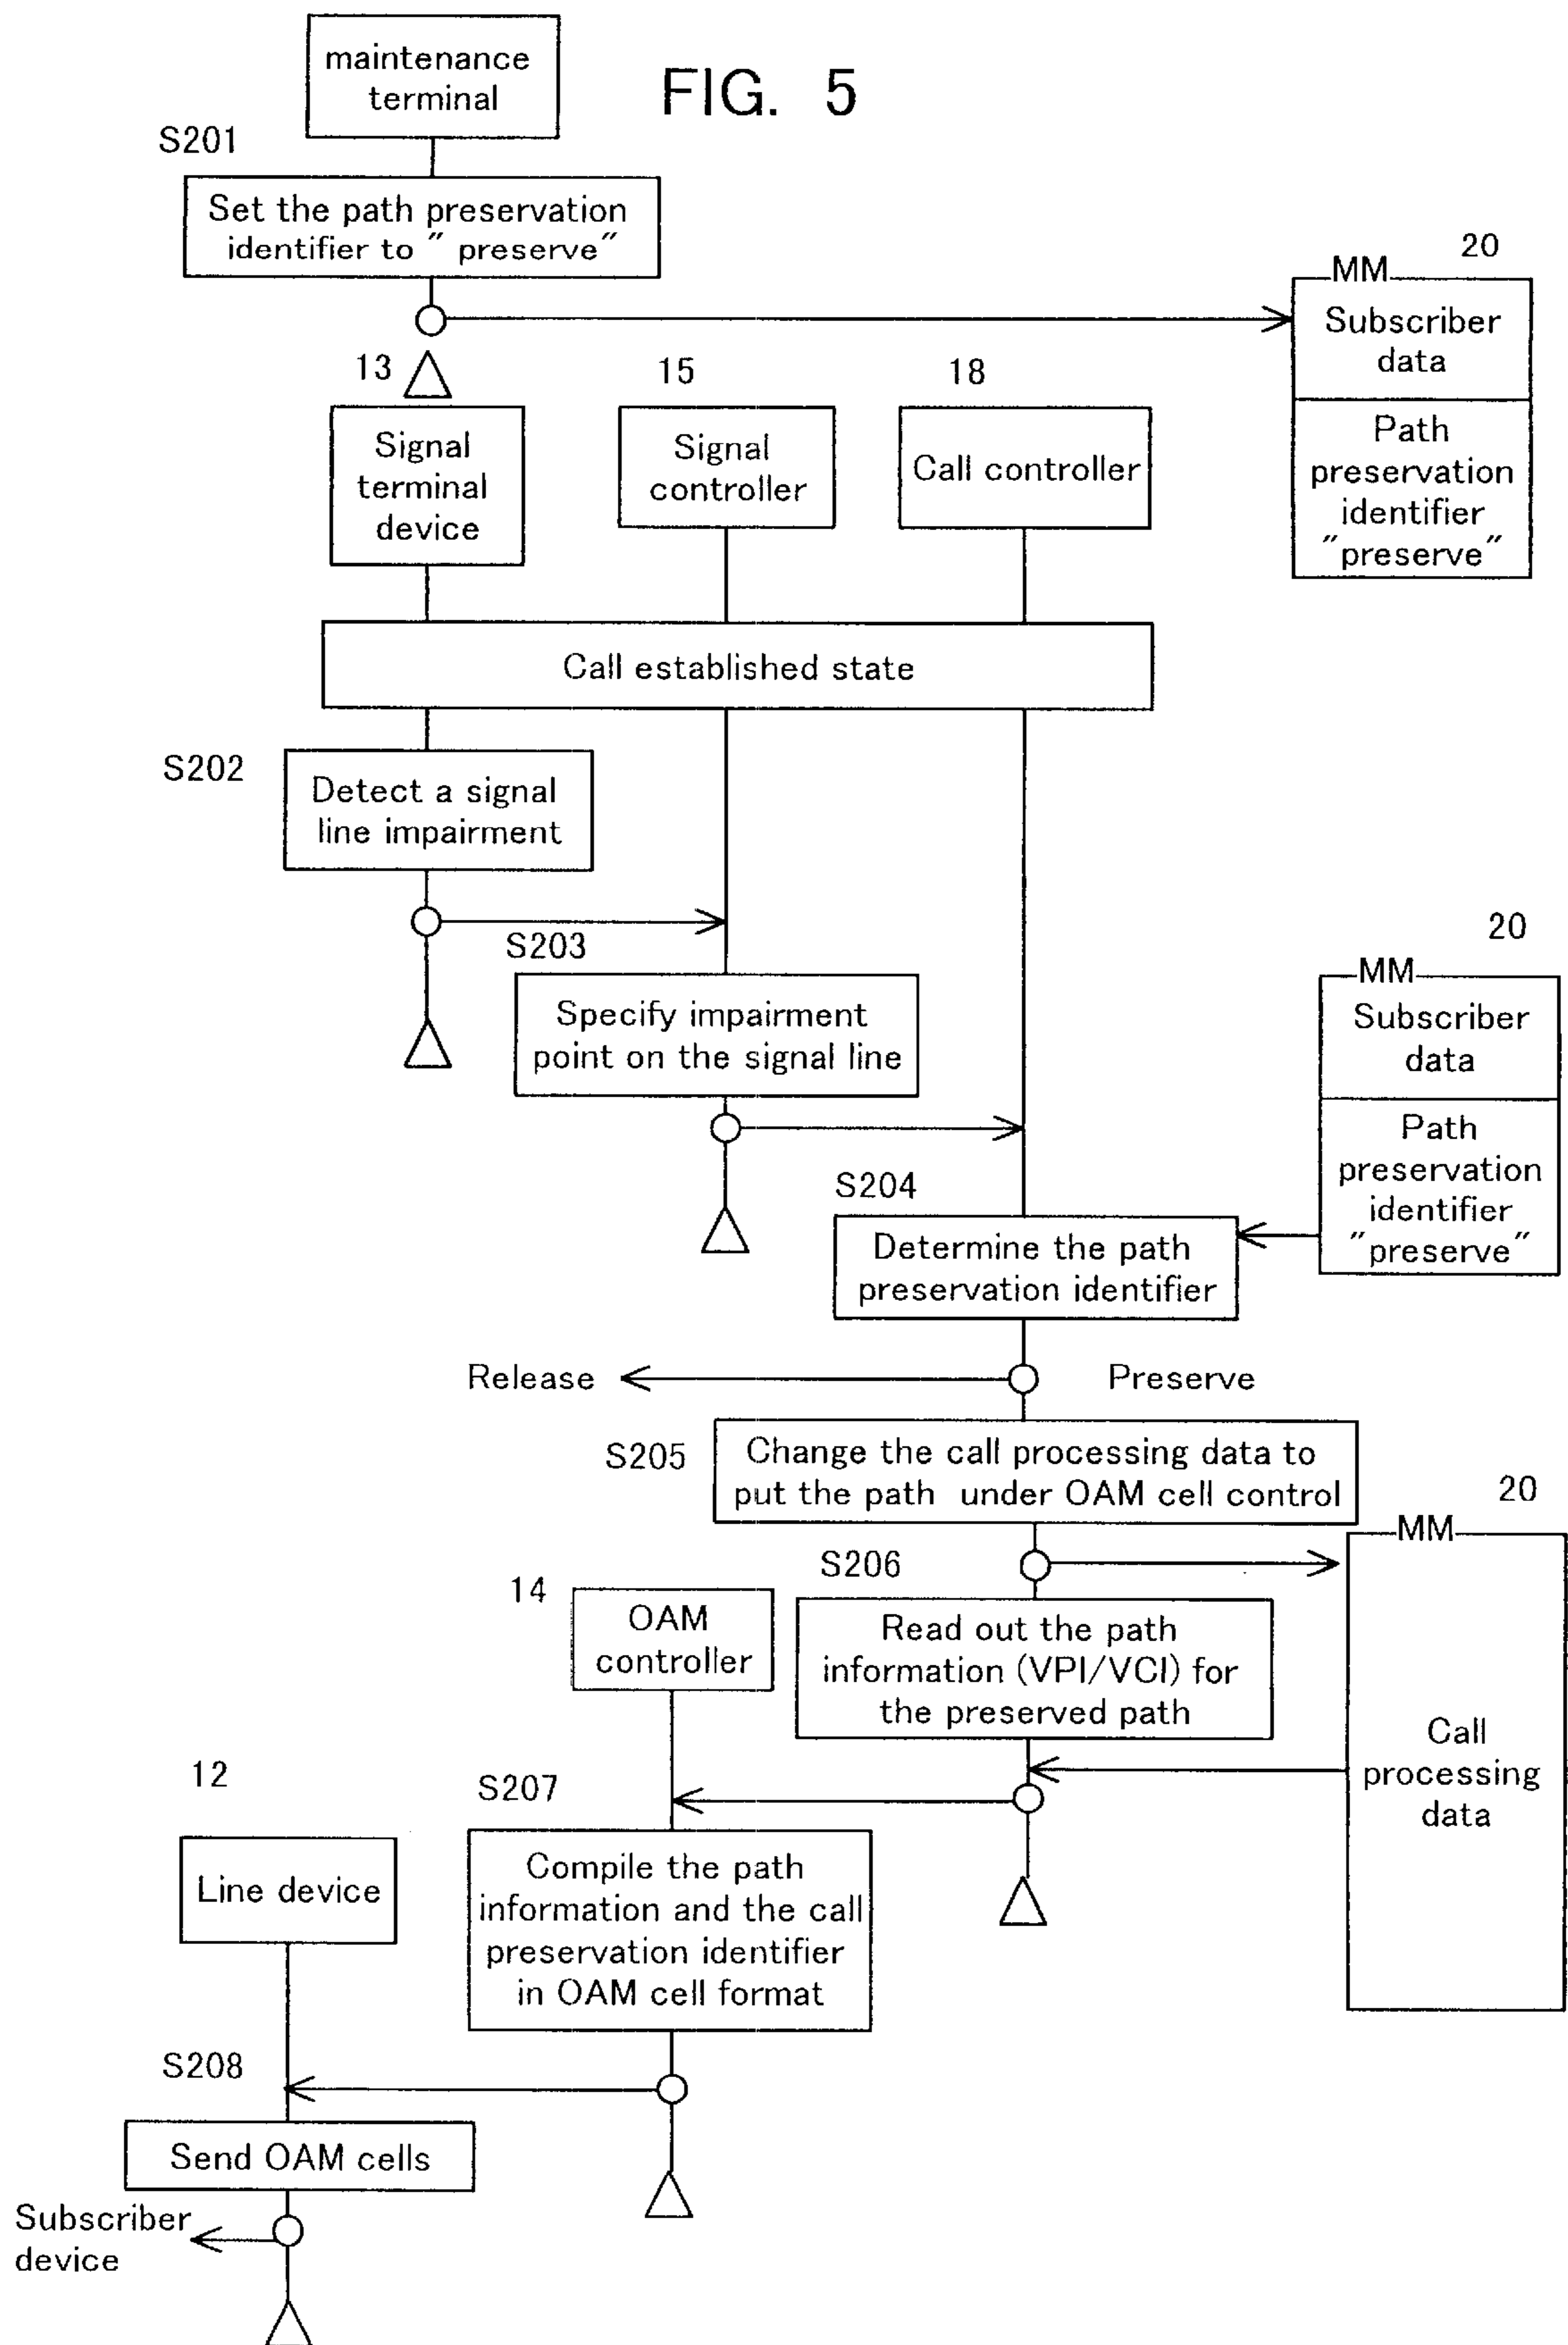 maintenance
terminal
FIG. 5
S201
Set the path preservation
identifier to " preserve"
20
MM
Subscriber
data
Path
preservation
identifier
"preserve"
13
15
18
Signal
terminal
device
Signal
controller
Call controller
Call established state
S202
Detect a signal
line impairment
S203
Specify impairment
point on the signal line
20
MM
Subscriber
data
Path
preservation
identifier
"preserve"
S204
Determine the path
preservation identifier
Release
Preserve
S205
Change the call processing data to
put the path under OAM cell control
20
MM
Call
processing
data
S206
Read out the path
information (VPI/VCI) for
the preserved path
14
OAM
controller
S207
Compile the path
information and the call
preservation identifier
in OAM cell format
12
Line device
S208
Send OAM cells
Subscriber
device